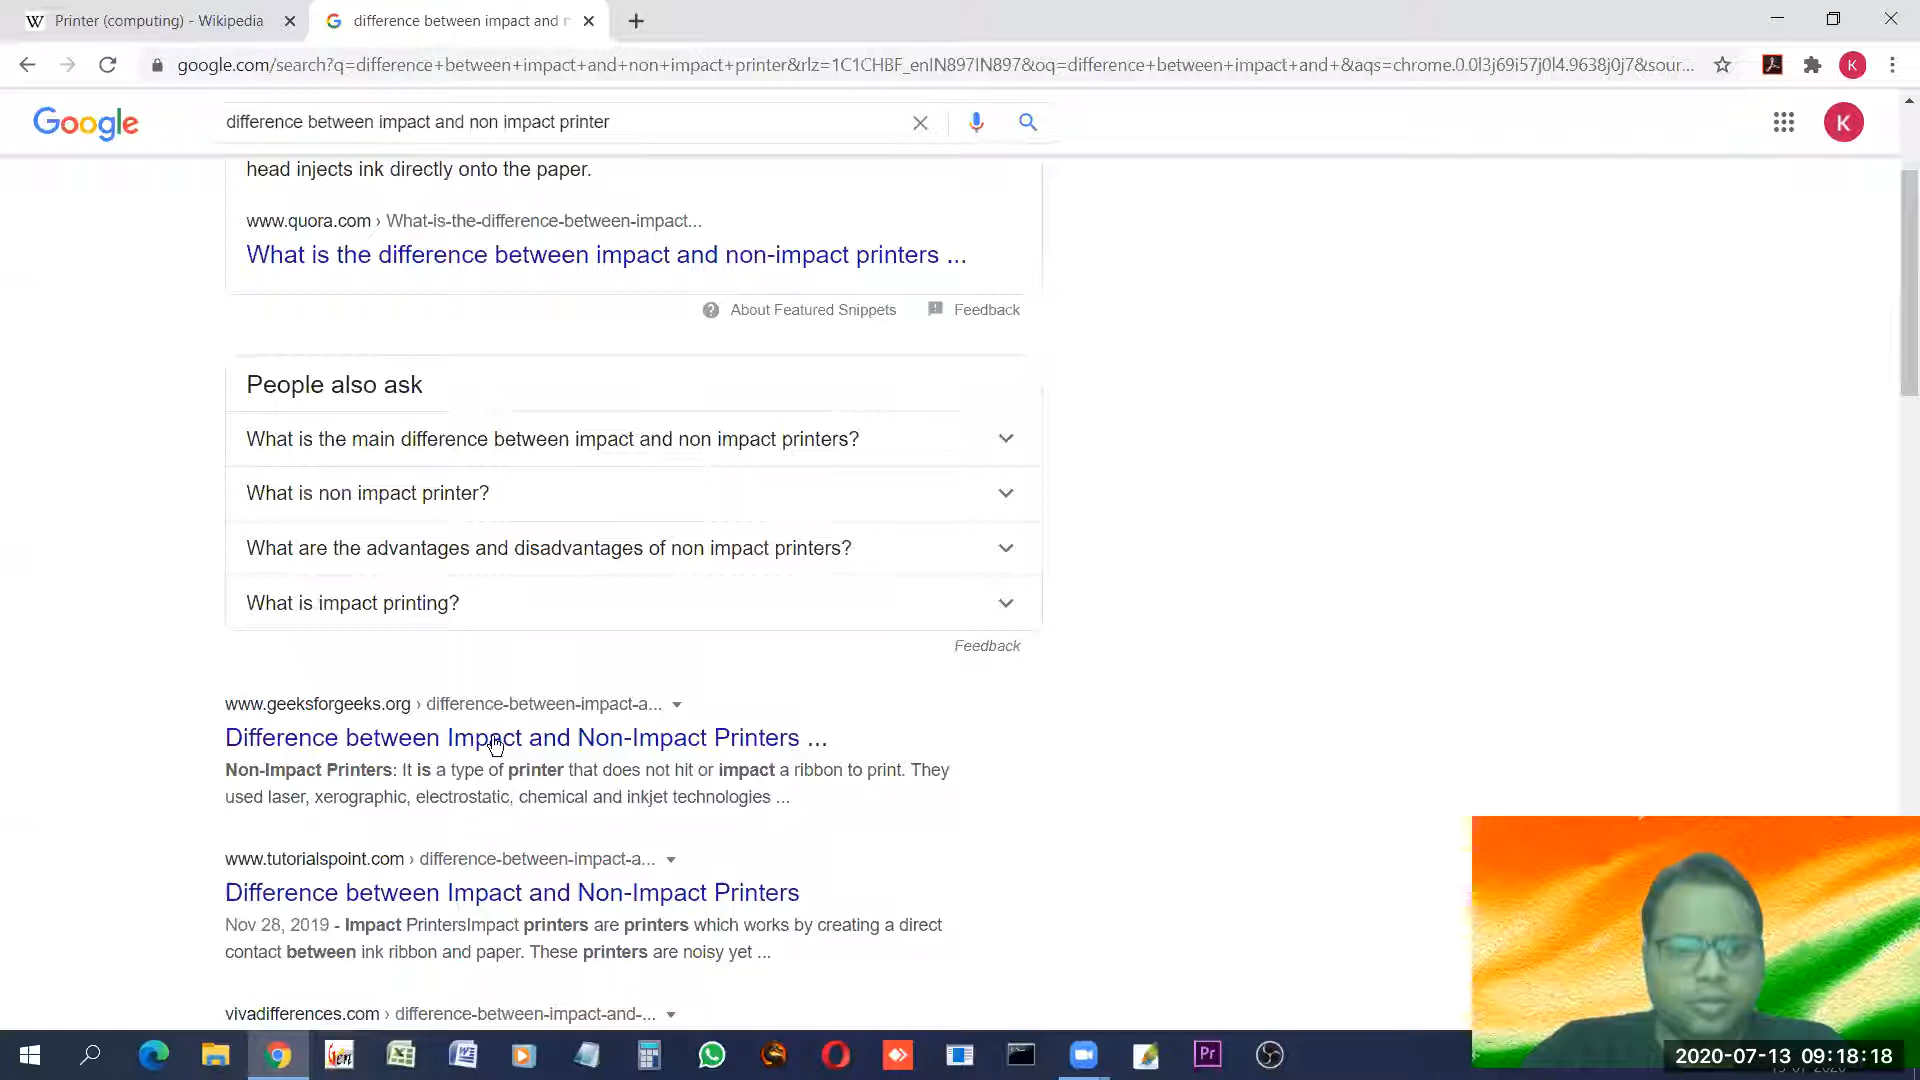 Printer (computing) - Wikipedia
difference between impact and n
google.com/search?q=difference+between+impact+and+non+impact+printer&rlz=1C1CHBF_enIN897IN897&oq=difference+between+impact+and+&aqs=chrome.0.0l3j69i57j0l4.9638j0j7&sour...
K
Google
difference between impact and non impact printer
K
head injects ink directly onto the paper.
www.quora.com › What-is-the-difference-between-impact...
What is the difference between impact and non-impact printers ...
About Featured Snippets
Feedback
People also ask
What is the main difference between impact and non impact printers?
What is non impact printer?
What are the advantages and disadvantages of non impact printers?
What is impact printing?
Feedback
www.geeksforgeeks.org › difference-between-impact-a...
Difference between Impact and Non-Impact Printers ...
Non-Impact Printers: It is a type of printer that does not hit or impact a ribbon to print. They
used laser, xerographic, electrostatic, chemical and inkjet technologies ...
www.tutorialspoint.com › difference-between-impact-a...
Difference between Impact and Non-Impact Printers
Nov 28, 2019 - Impact PrintersImpact printers are printers which works by creating a direct
contact between ink ribbon and paper. These printers are noisy yet ...
vivadifferences.com › difference-between-impact-and-...
Gen
Pr
2020-07-13 09:18:18